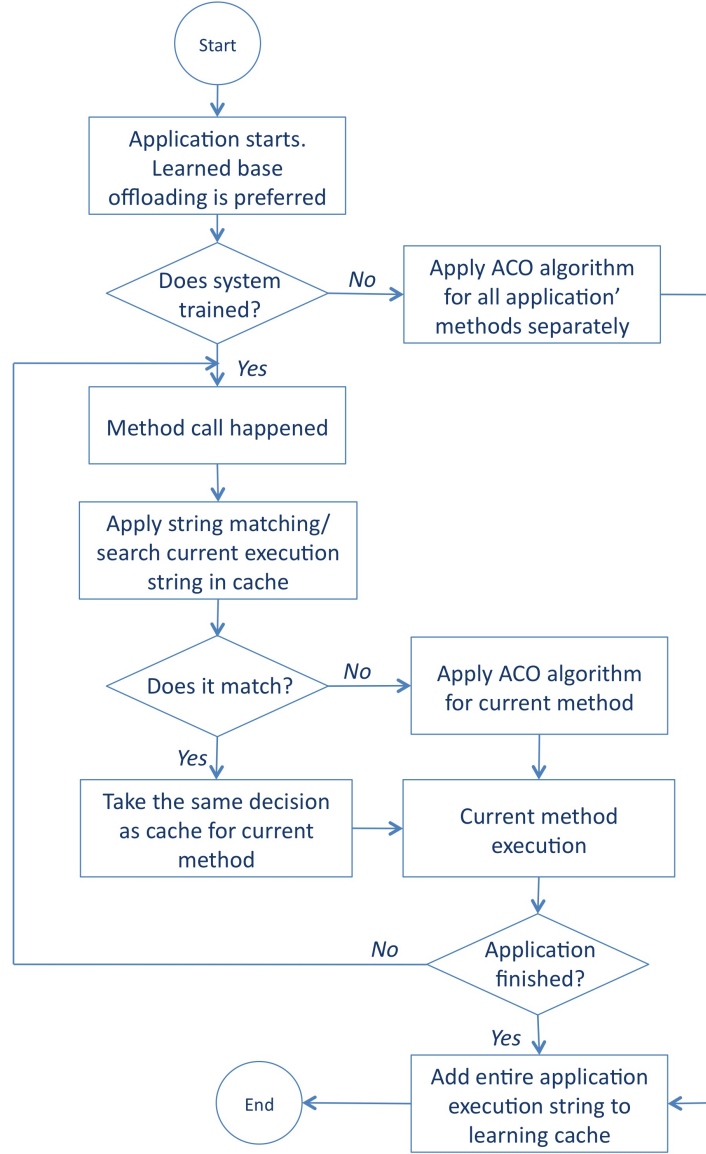 Start
Application starts.
Learned base
offloading is preferred
Does system
trained?
No
Apply ACO algorithm
for all application’
methods separately
Yes
Method call happened
Apply string matching/
search current execution
string in cache
Does it match?
No
Apply ACO algorithm
for current method
Yes
Take the same decision
as cache for current
method
Current method
execution
Application
finished?
No
Yes
Add entire application
execution string to
learning cache
End